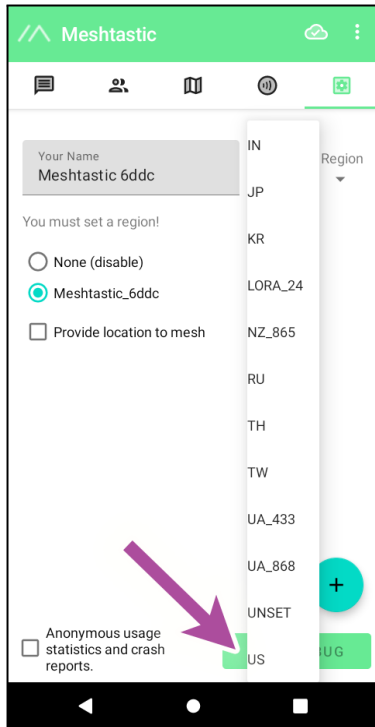 Meshtastic
IN
Your Name
Region
Meshtastic 6ddc
JP
You must set a region!
KR
None (disable)
LORA_24
Meshtastic_6ddc
Provide location to mesh
NZ_865
RU
TH
TW
UA_433
UA_868
UNSET
Anonymous usage
statistics and crash
reports.
US
BUG